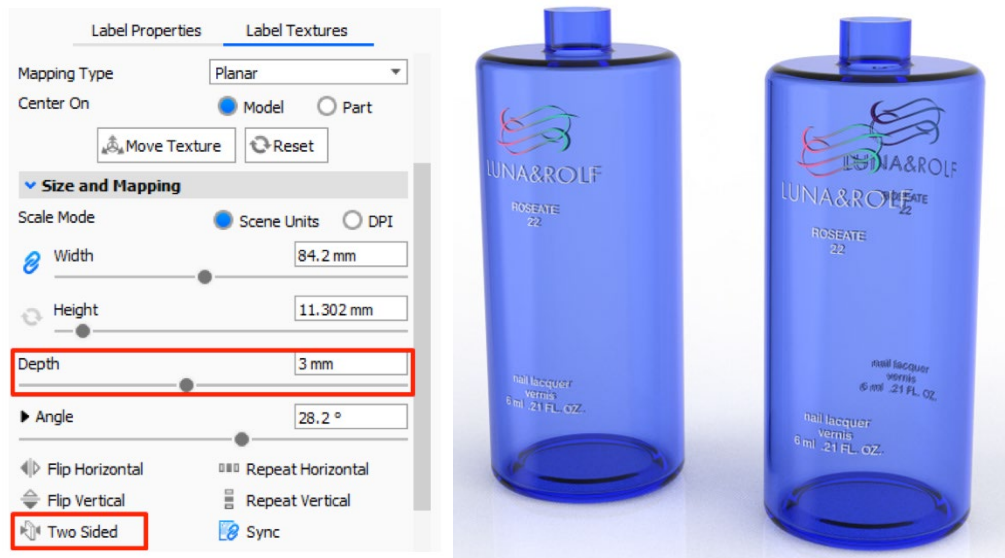 Label Properties Label Textures
Mapping Type Planar
Center On Model Part
Move Texture Reset
Size and Mapping
Scale Mode Scene Units DPI
Width 84.2 mm
Height 11.302 mm
Depth 3 mm
Angle 28.2 °
Flip Horizontal Repeat Horizontal
Flip Vertical Repeat Vertical
Two Sided Sync
LUNA&ROLF
ROSEATE
22
nail lacquer
vernis
6 ml .21 FL. OZ.
LUNA&ROLF
ROSEATE
22
LUNA&ROLF
ROSEATE
22
nail lacquer
vernis
6 ml .21 FL. OZ.
nail lacquer
vernis
6 ml .21 FL. OZ.